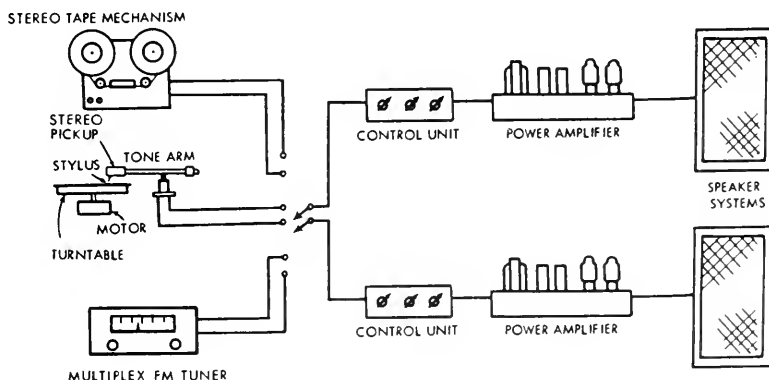 STEREO TAPE MECHANISM
STEREO
PICKUP
STYLUS
TONE ARM
MOTOR
TURNTABLE
MULTIPLEX FM TUNER
CONTROL UNIT
POWER AMPLIFIER
SPEAKER
SYSTEMS
CONTROL UNIT
POWER AMPLIFIER